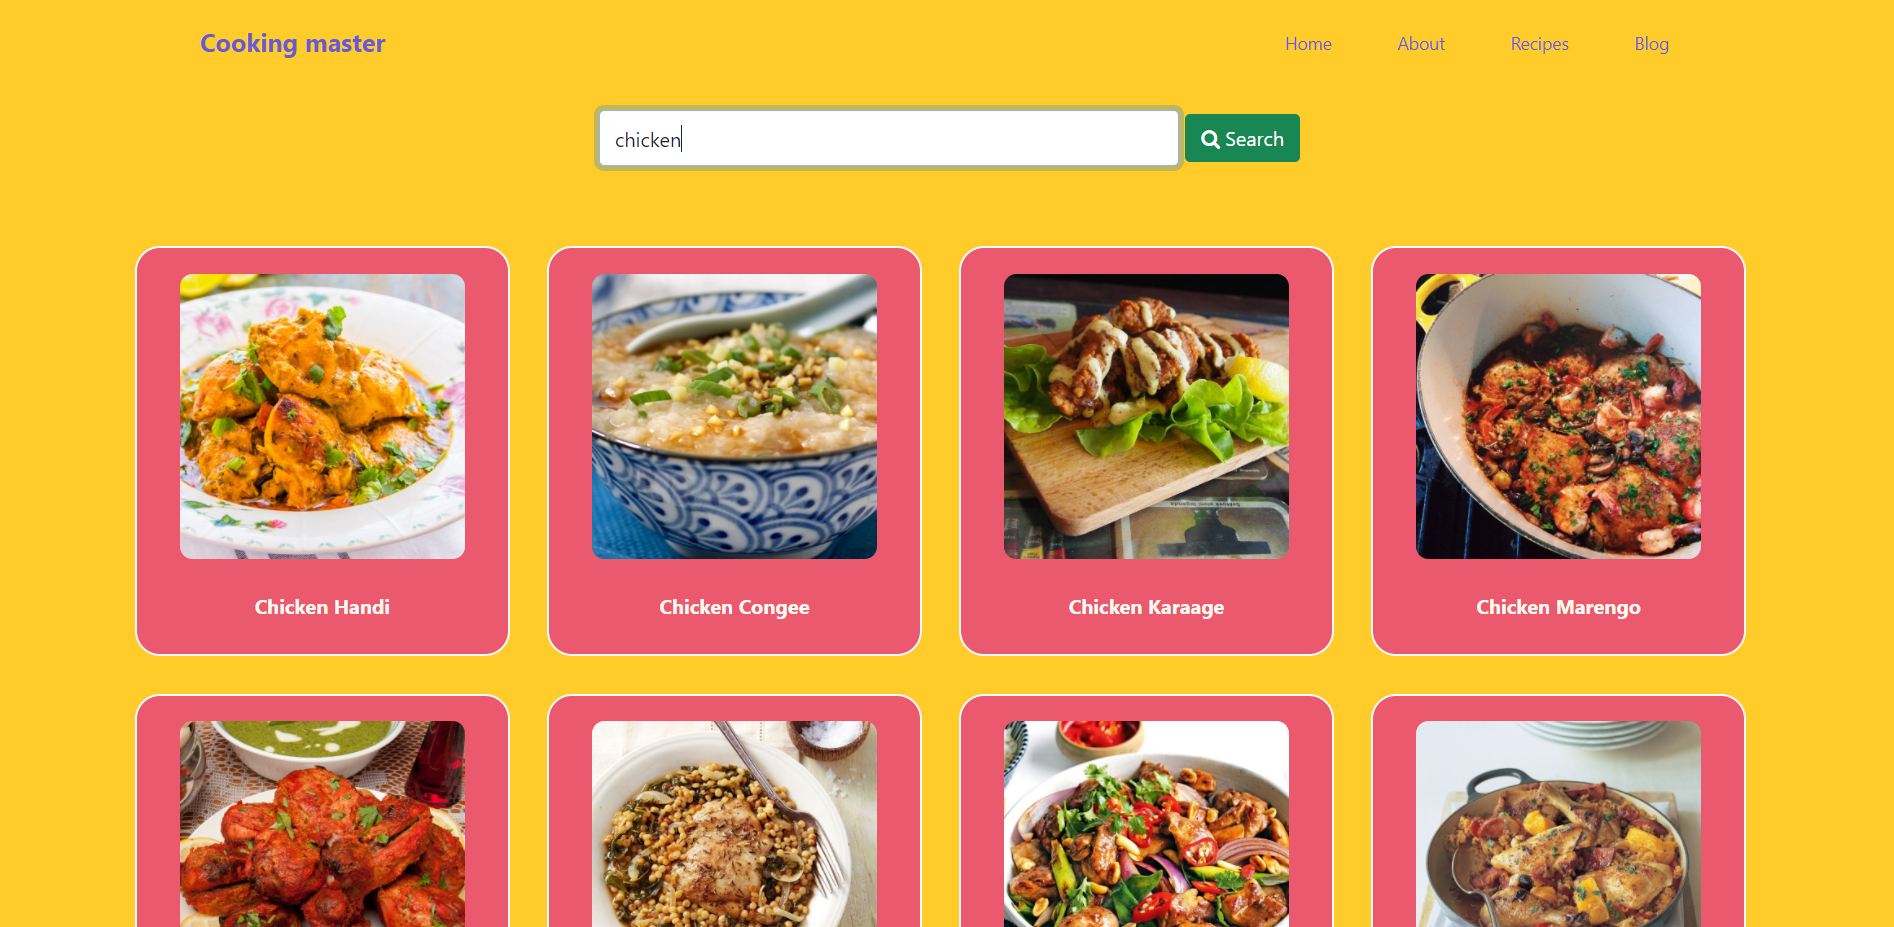 Cooking master
Home About Recipes Blog
chicken
Search
Chicken Handi
Chicken Congee
Chicken Karaage
Chicken Marengo